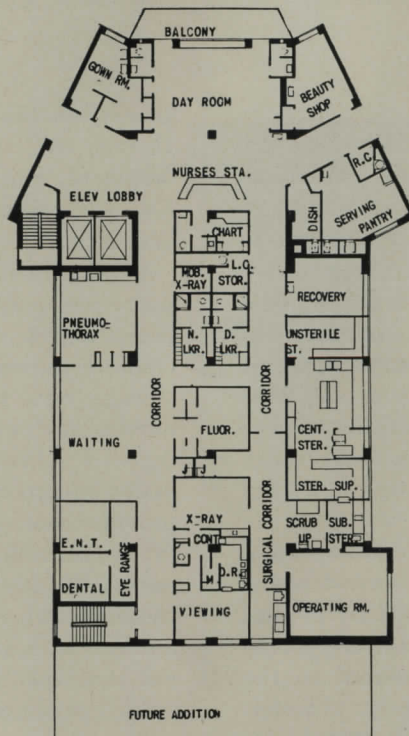 BALCONY
GOWN RM.
DAY ROOM
BEAUTY
SHOP
NURSES STA.
ELEV LOBBY
R.C.
DISH
SERVING
PANTRY
CHART
L.C.
MOB.
X-RAY
STOR.
RECOVERY
PNEUMO-
THORAX
N.
LKR.
D.
LKR.
UNSTERILE
ST.
CORRIDOR
CORRIDOR
FLUOR.
CENT.
STER.
WAITING
STER. SUP.
X-RAY
CONT.
SCRUB
UP
SUB.
STER.
E.N.T.
EYE RANGE
SURGICAL CORRIDOR
D.R.
M
DENTAL
VIEWING
OPERATING RM.
FUTURE ADDITION